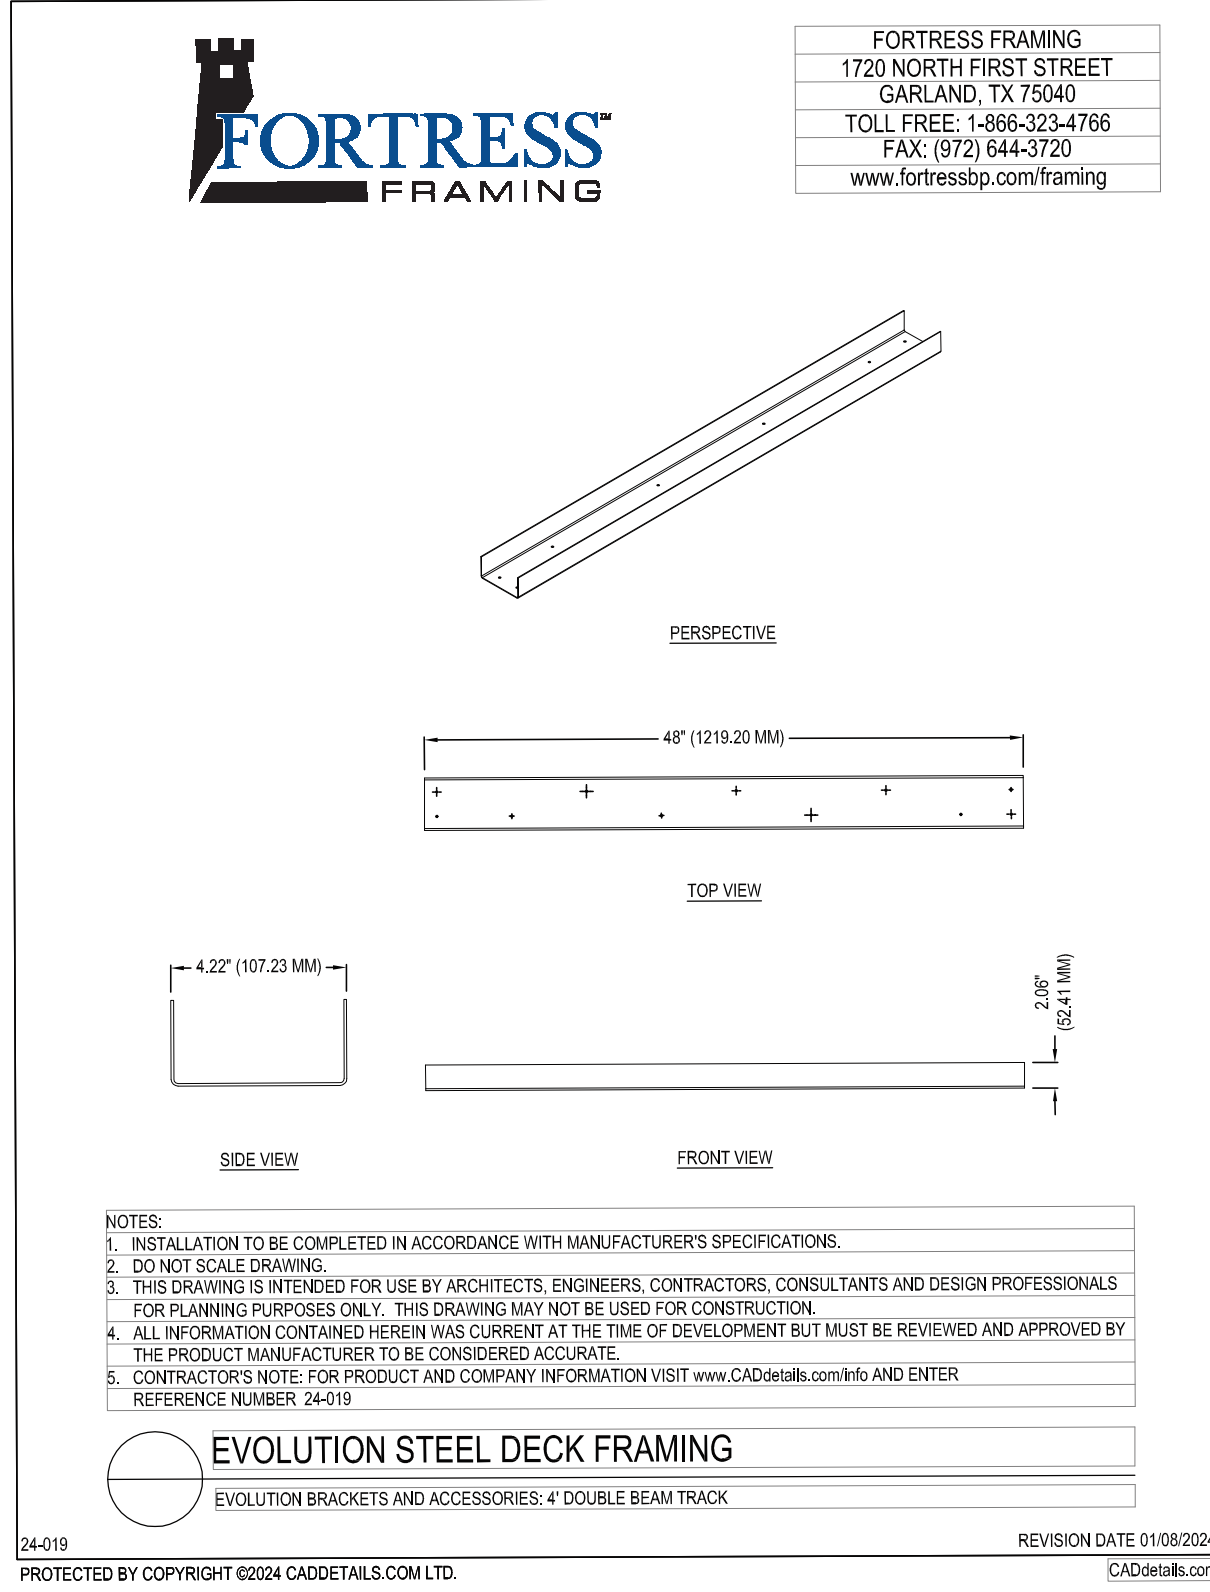 FORTRESS™
FRAMING
FORTRESS FRAMING
1720 NORTH FIRST STREET
GARLAND, TX 75040
TOLL FREE: 1-866-323-4766
FAX: (972) 644-3720
www.fortressbp.com/framing
PERSPECTIVE
48" (1219.20 MM)
TOP VIEW
4.22" (107.23 MM)
2.06"
(52.41 MM)
SIDE VIEW
FRONT VIEW
NOTES:
1. INSTALLATION TO BE COMPLETED IN ACCORDANCE WITH MANUFACTURER'S SPECIFICATIONS.
2. DO NOT SCALE DRAWING.
3. THIS DRAWING IS INTENDED FOR USE BY ARCHITECTS, ENGINEERS, CONTRACTORS, CONSULTANTS AND DESIGN PROFESSIONALS
FOR PLANNING PURPOSES ONLY. THIS DRAWING MAY NOT BE USED FOR CONSTRUCTION.
4. ALL INFORMATION CONTAINED HEREIN WAS CURRENT AT THE TIME OF DEVELOPMENT BUT MUST BE REVIEWED AND APPROVED BY
THE PRODUCT MANUFACTURER TO BE CONSIDERED ACCURATE.
5. CONTRACTOR'S NOTE: FOR PRODUCT AND COMPANY INFORMATION VISIT www.CADdetails.com/info AND ENTER
REFERENCE NUMBER 24-019
EVOLUTION STEEL DECK FRAMING
EVOLUTION BRACKETS AND ACCESSORIES: 4' DOUBLE BEAM TRACK
24-019
REVISION DATE 01/08/2024
PROTECTED BY COPYRIGHT ©2024 CADDETAILS.COM LTD.
CADdetails.com